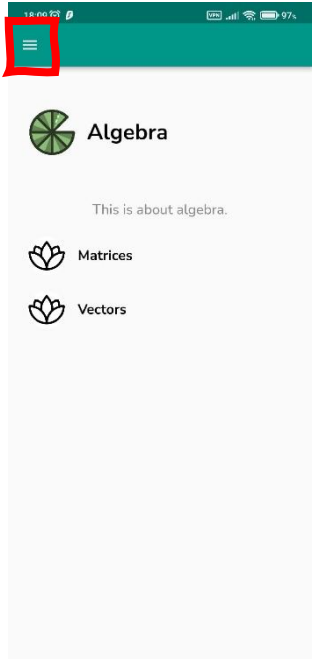 18:09 VPN 97%
Algebra
This is about algebra.
Matrices
Vectors